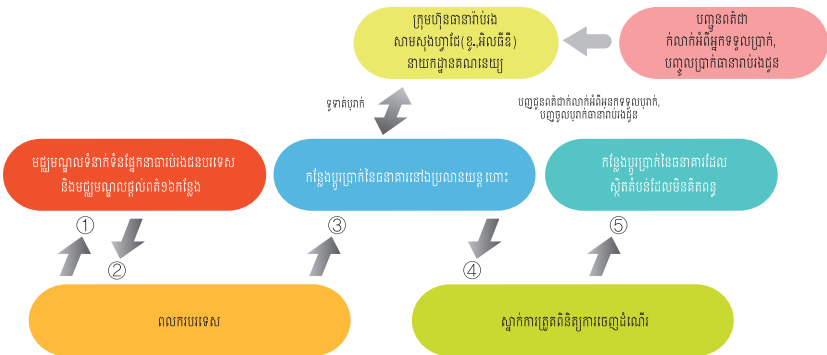 ក្រុមហ៊ុនធានារ៉ាប់រង
សាមសុងហ្វាដៃ(ខូ.,អិលធីឌី)
នាយកដ្ឋានគណនេយ្យ
បញ្ជូនពត៌ជា
ក់លាក់អំពីអ្នកទទួលប្រាក់,
បញ្ចូលប្រាក់ធានារាប់រងជូន
ទូទាត់បុរាក់
បញជូនពត៌ជាក់លាក់អំពីអុនកទទួលបុរាក់,
បញចូលបុរាក់ធានារ៉ាប់រងជូន
មជ្ឈមណ្ឌលទំនាក់ទំនផ្នែកនាធារប់រងជនបរទេស
និងមជ្ឈមណ្ឌលផ្តល់ពត៌១៦កន្លែង
កន្លែងប្តូរប្រាក់នៃធនាគារនៅឯប្រលានយន្ត ហោះ
កន្លែងប្តូរប្រាក់នៃធនាគារដែល
ស្ថិតតំបន់ដែលមិនគិតពន្ធ
①
③
⑤
②
④
ពលករបរទេស
ស្នាក់ការត្រួតពិនិត្យការចេញដំណើរ